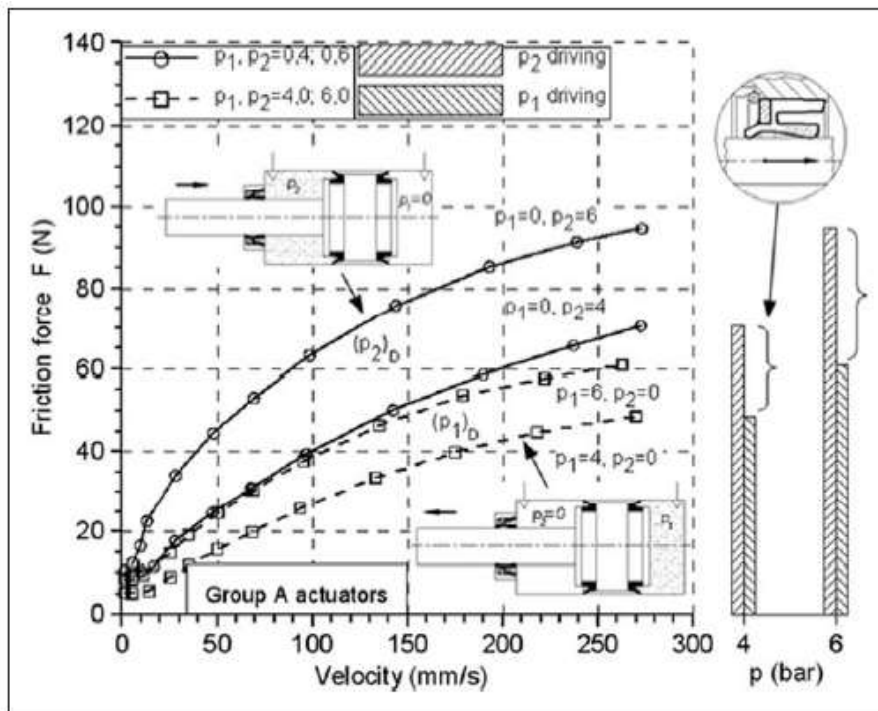 140
120
100
80
60
40
20
0
Friction force F (N)
p1, p2=0,4; 0,6
p1, p2=4,0; 6,0
p2 driving
p1 driving
p1=0
p1=0, p2=6
p1=0, p2=4
(p2)D
p1=6, p2=0
(p1)D
p1=4, p2=0
p2=0
Group A actuators
0 50 100 150 200 250 300
Velocity (mm/s)
4 6
p (bar)